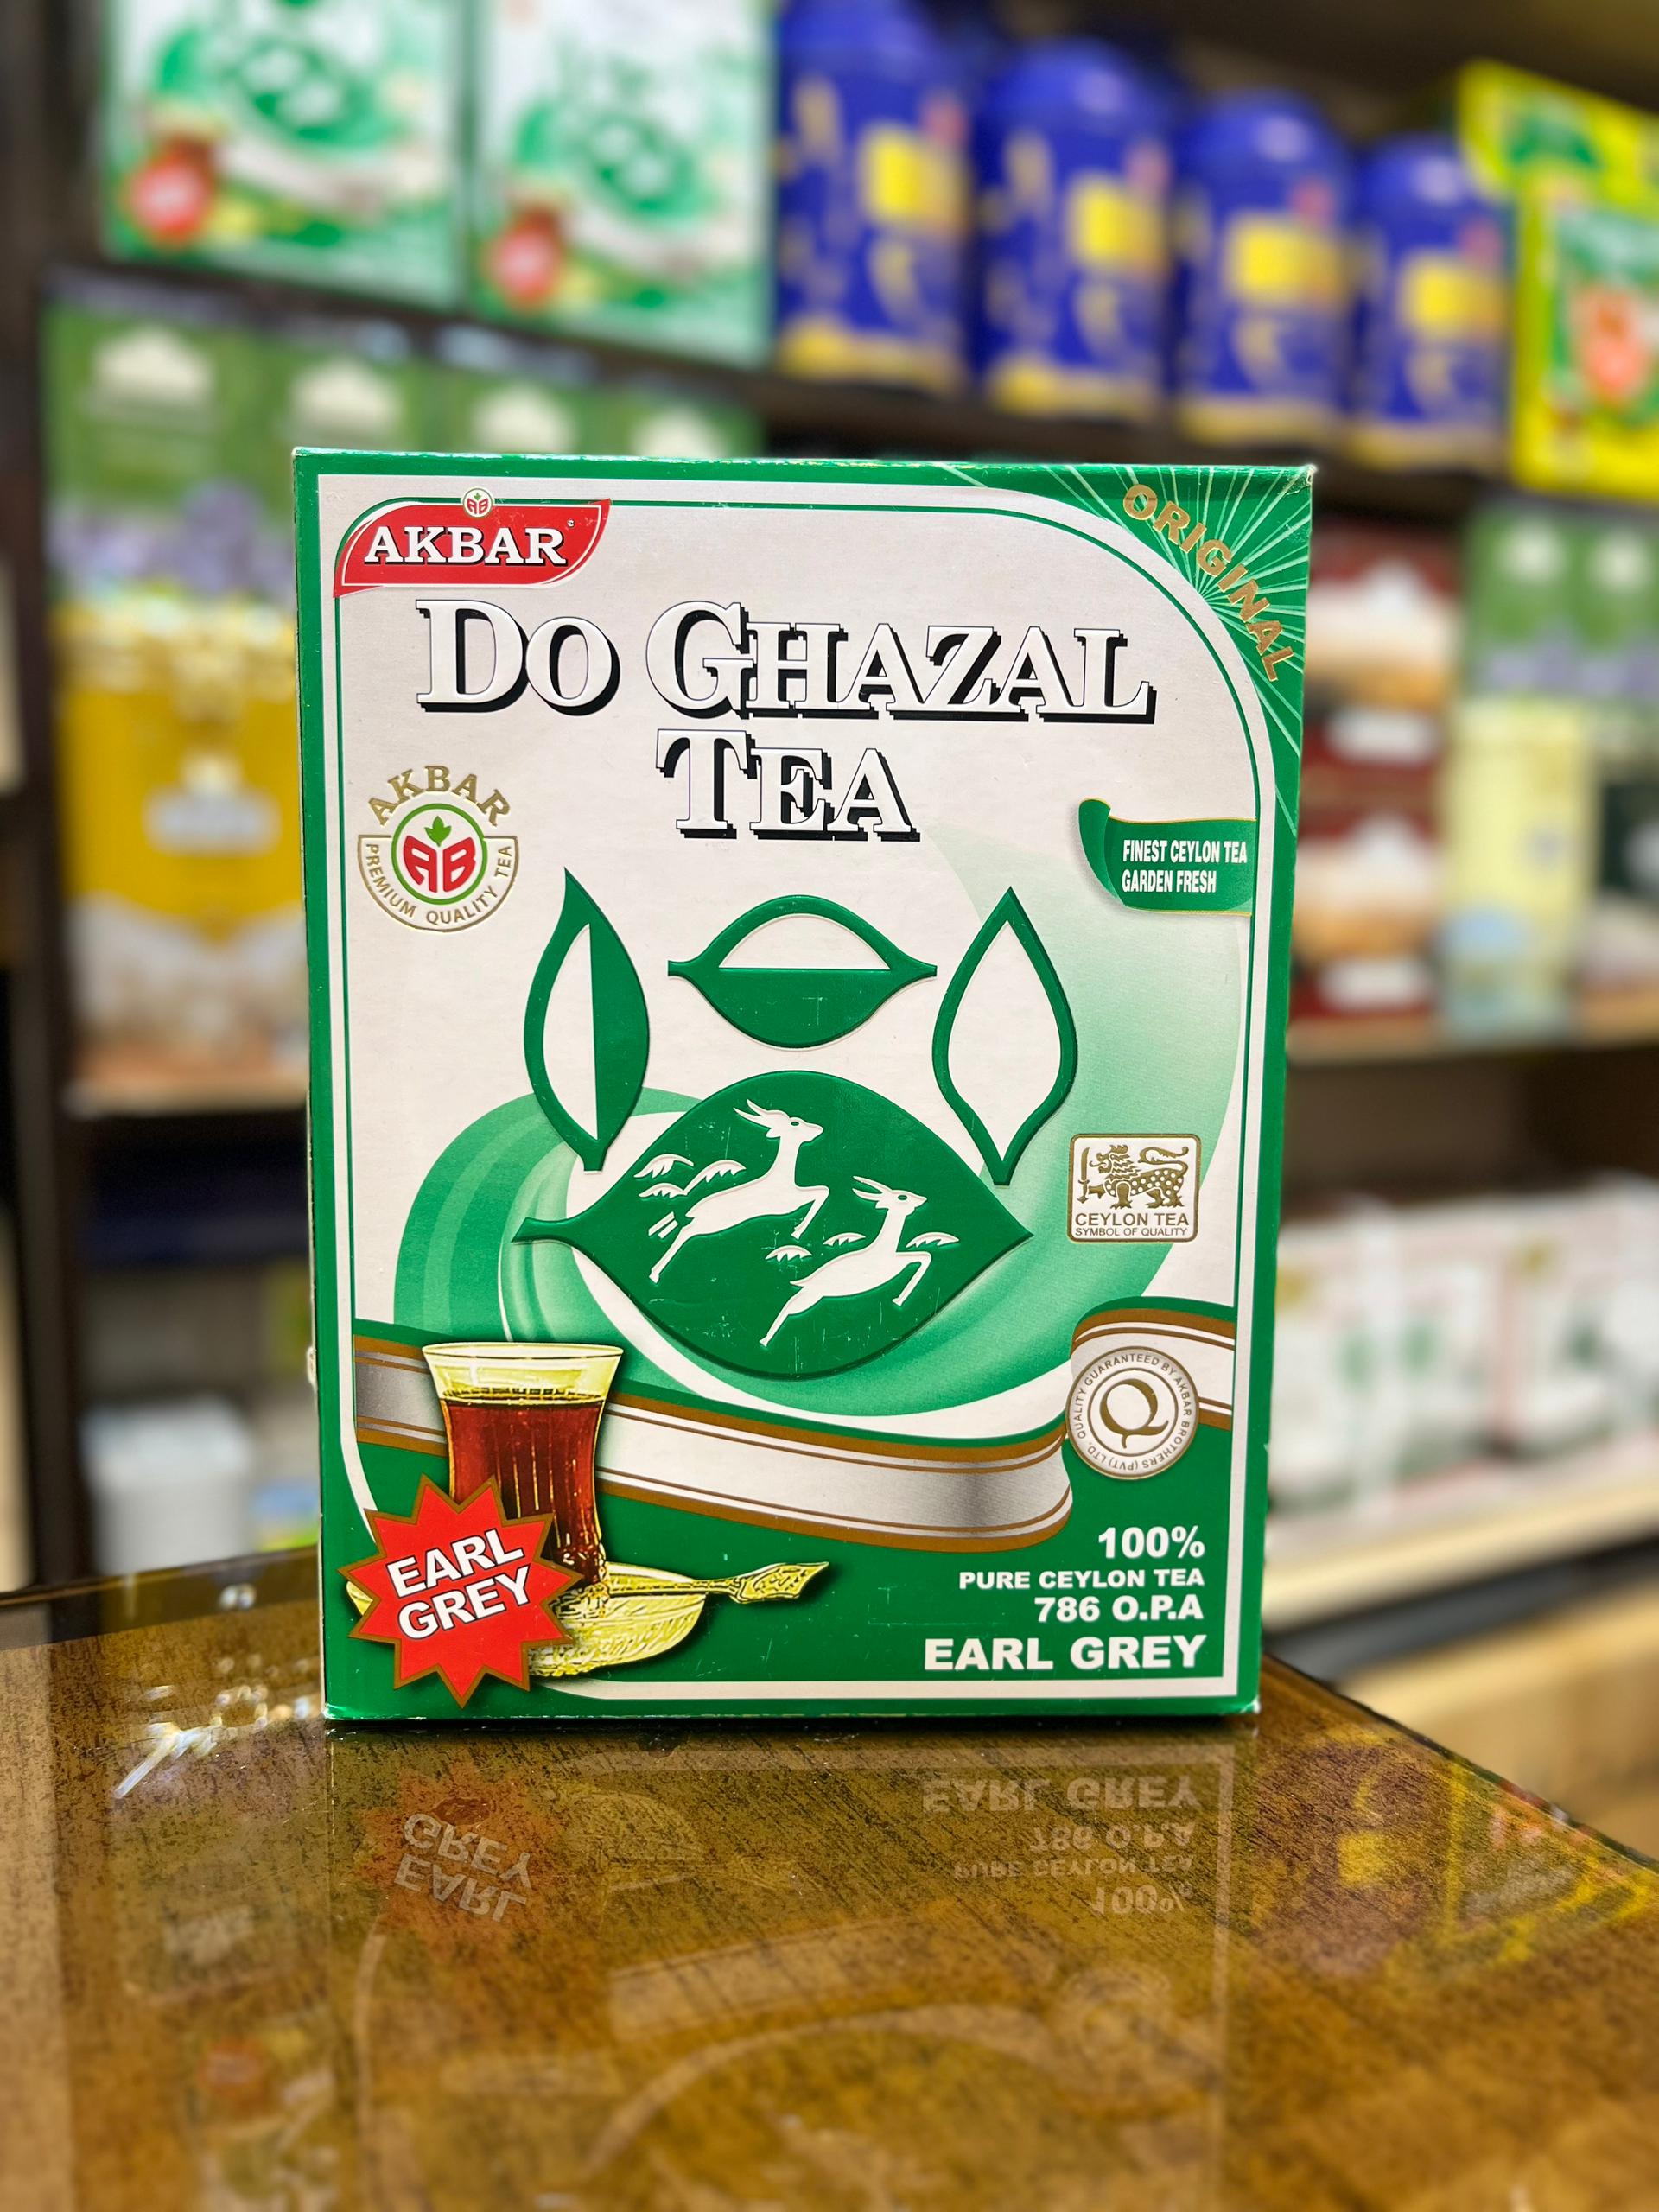 AKBAR
ORIGINAL
DO GHAZAL
TEA
AKBAR
AB
PREMIUM QUALITY TEA
FINEST CEYLON TEA
GARDEN FRESH
CEYLON TEA
SYMBOL OF QUALITY
QUALITY GUARANTEED BY AKBAR BROTHERS (PVT) LTD.
Q
EARL
GREY
100%
PURE CEYLON TEA
786 O.P.A
EARL GREY